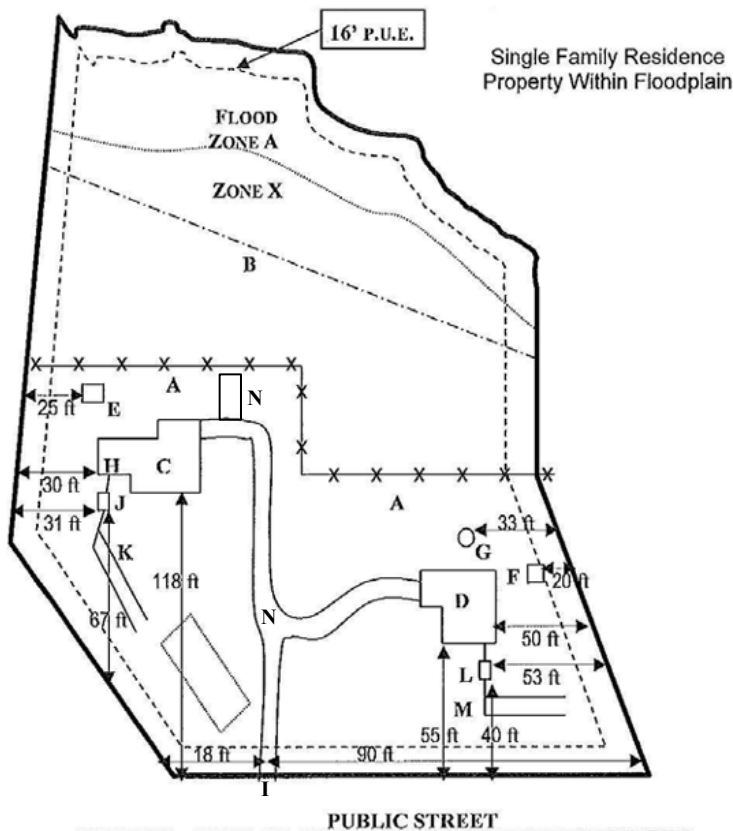 16' P.U.E.
Single Family Residence
Property Within Floodplain
FLOOD
ZONE A
ZONE X
B
A
N
25 ft
E
H
C
30 ft
J
A
31 ft
33 ft
G
K
118 ft
F
20 ft
D
67 ft
N
50 ft
L
53 ft
M
55 ft
40 ft
18 ft
90 ft
I
PUBLIC STREET